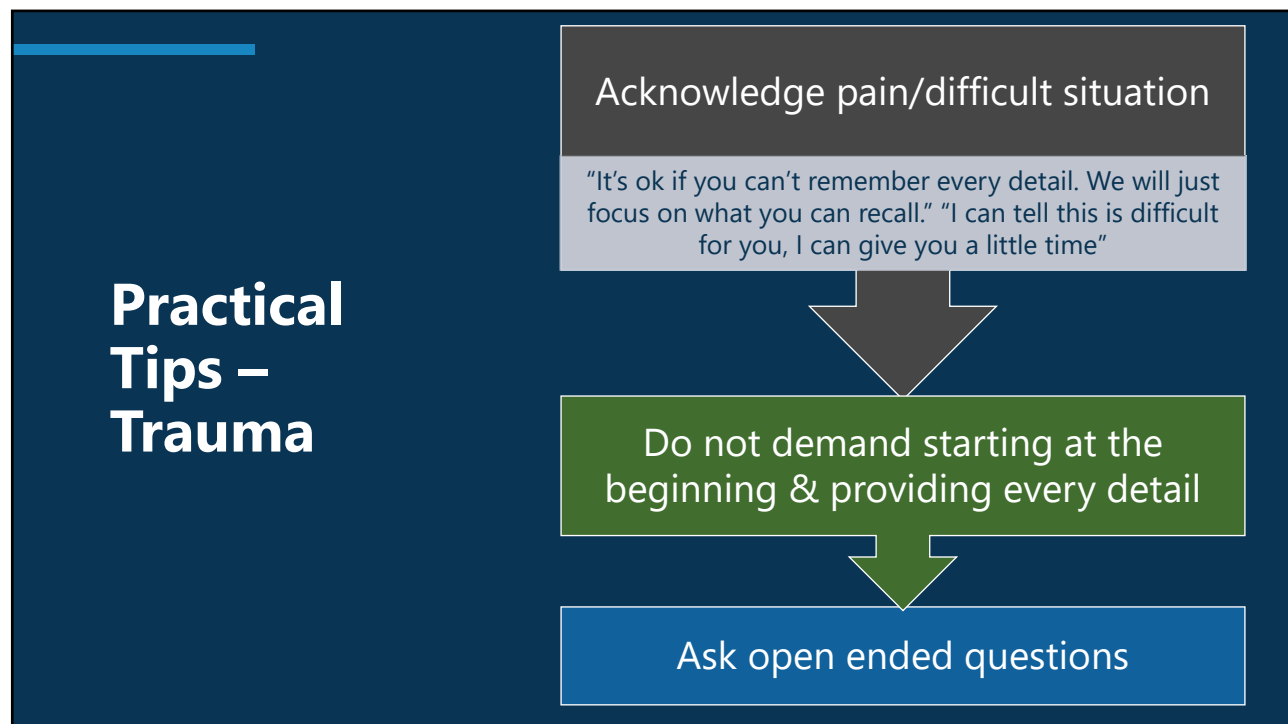 Practical
Tips –
Trauma
Acknowledge pain/difficult situation
“It’s ok if you can’t remember every detail. We will just
focus on what you can recall.” “I can tell this is difficult
for you, I can give you a little time”
Do not demand starting at the
beginning & providing every detail
Ask open ended questions